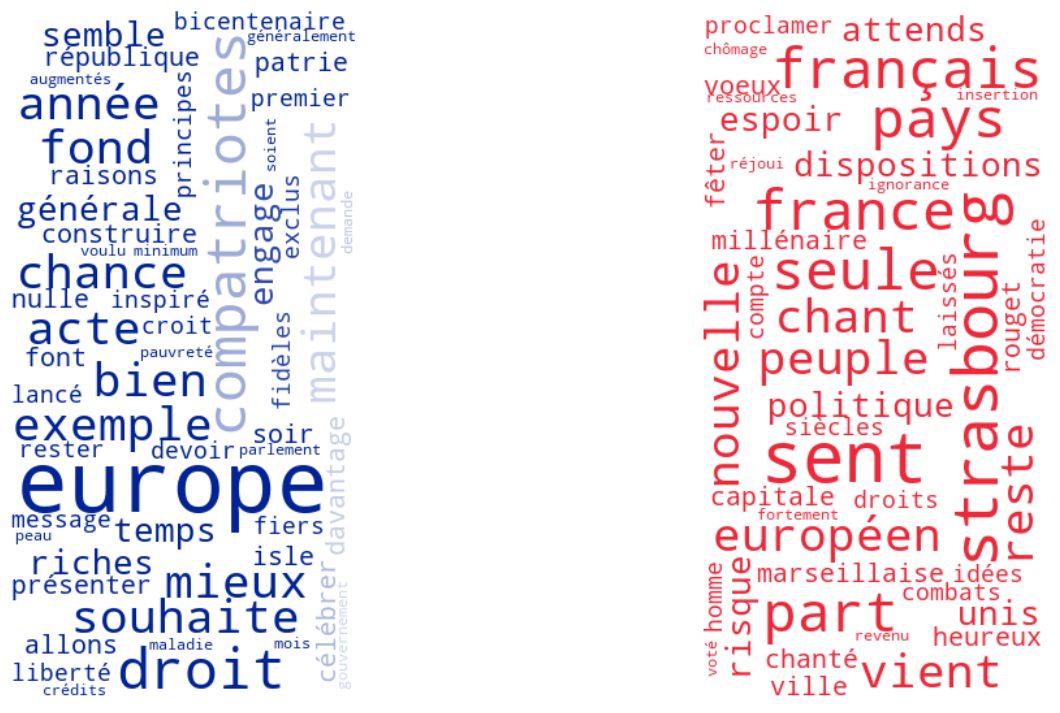 bicentenaire
semble
généralement
république
patrie
augmentés
année
principes
compatriotes
premier
fond
soient
maintenant
raisons
engage
exclus
demande
générale
construire
voulu
minimum
chance
nulle
inspiré
acte
croit
fidèles
font
pauvreté
bien
lancé
exemple
soir
rester
devoir
parlement
davantage
europe
message
temps
fiers
peau
riches
isle
présenter
mieux
célébrer
gouvernement
souhaite
allons
maladie
mois
droit
liberté
crédits
proclamer
attends
chômage
français
voeux
ressources
insertion
espoir
pays
fêter
réjoui
dispositions
ignorance
france
strasbourg
millénaire
démocratie
seule
compte
laissés
nouvelle
rouget
chant
peuple
politique
siècles
sent
reste
capitale
droits
fortement
européen
marseillaise
idées
homme
risque
combats
part
unis
revenu
heureux
voté
chanté
vient
ville